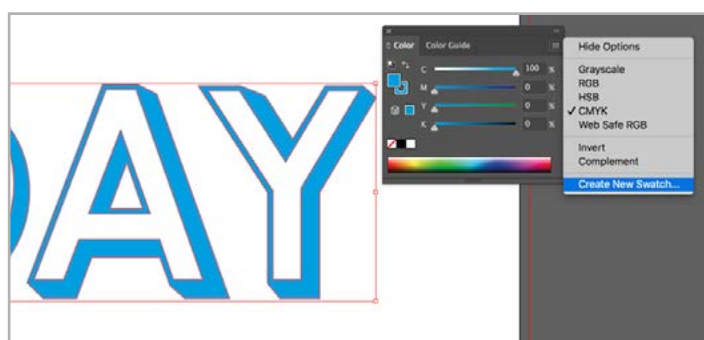 DAY
Color
Color Guide
C 100 %
M 0 %
Y 0 %
K 0 %
Hide Options
Grayscale
RGB
HSB
✓ CMYK
Web Safe RGB
Invert
Complement
Create New Swatch...